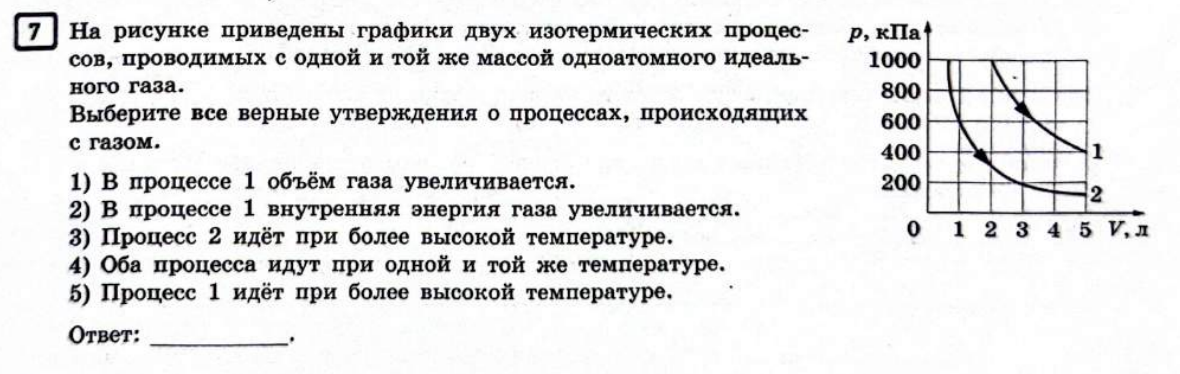 7 На рисунке приведены графики двух изотермических процес-
сов, проводимых с одной и той же массой одноатомного идеаль-
ного газа.
Выберите все верные утверждения о процессах, происходящих
с газом.
1) В процессе 1 объём газа увеличивается.
2) В процессе 1 внутренняя энергия газа увеличивается.
3) Процесс 2 идёт при более высокой температуре.
4) Оба процесса идут при одной и той же температуре.
5) Процесс 1 идёт при более высокой температуре.
Ответ: ____________.
p, кПа
1000
800
600
400
200
1
2
0 1 2 3 4 5 V, л